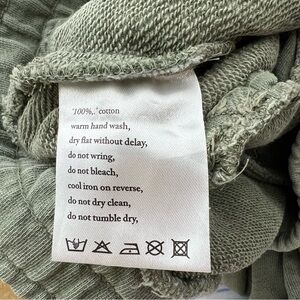 "100%," cotton
warm hand wash,
dry flat without delay,
do not wring,
do not bleach,
cool iron on reverse,
do not dry clean,
do not tumble dry,